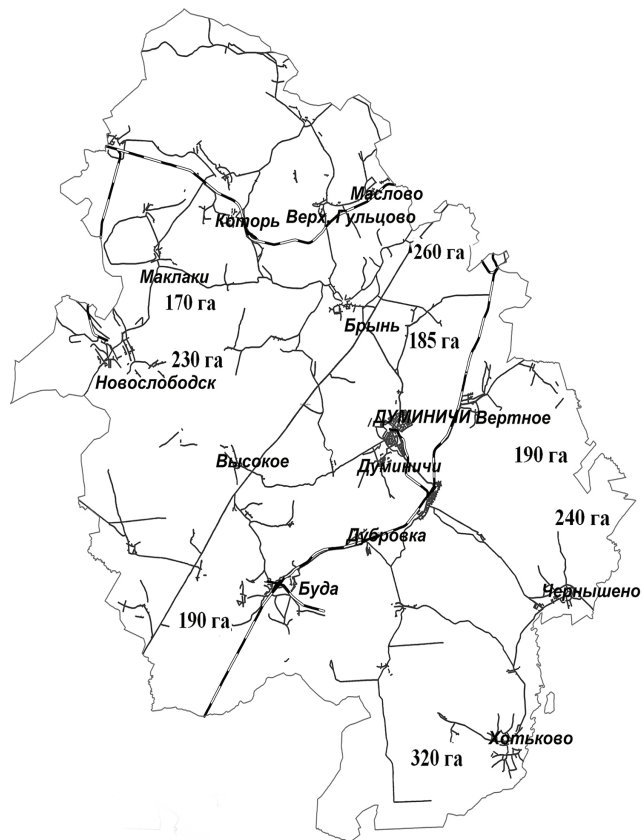 Маслово
Которь
Верх. Гульцово
260 га
Маклаки
170 га
Брынь
185 га
230 га
Новослободск
ДУМИНИЧИ
Вертное
190 га
Высокое
Думиничи
240 га
Дубровка
Буда
Чернышено
190 га
Хотьково
320 га